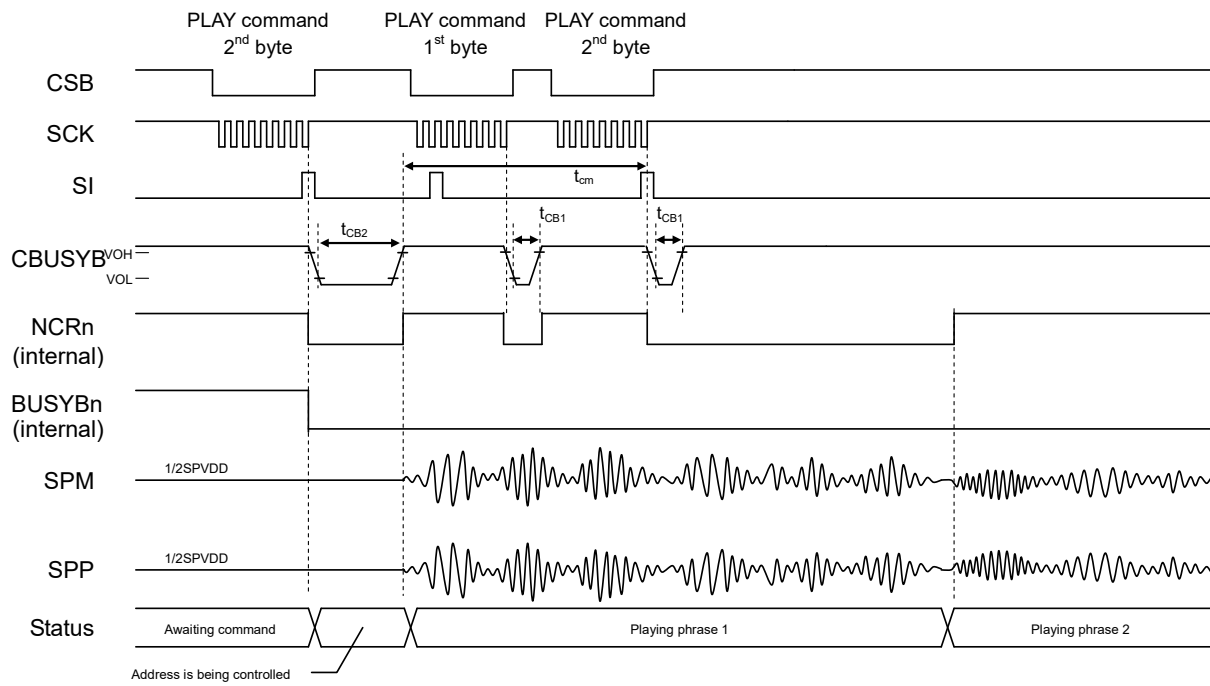 PLAY command
2nd byte
PLAY command
1st byte
PLAY command
2nd byte
CSB
SCK
SI
tcm
tCB2
tCB1
tCB1
CBUSYB
VOH
VOL
NCRn
(internal)
BUSYBn
(internal)
1/2SPVDD
SPM
1/2SPVDD
SPP
Status
Awaiting command
Playing phrase 1
Playing phrase 2
Address is being controlled